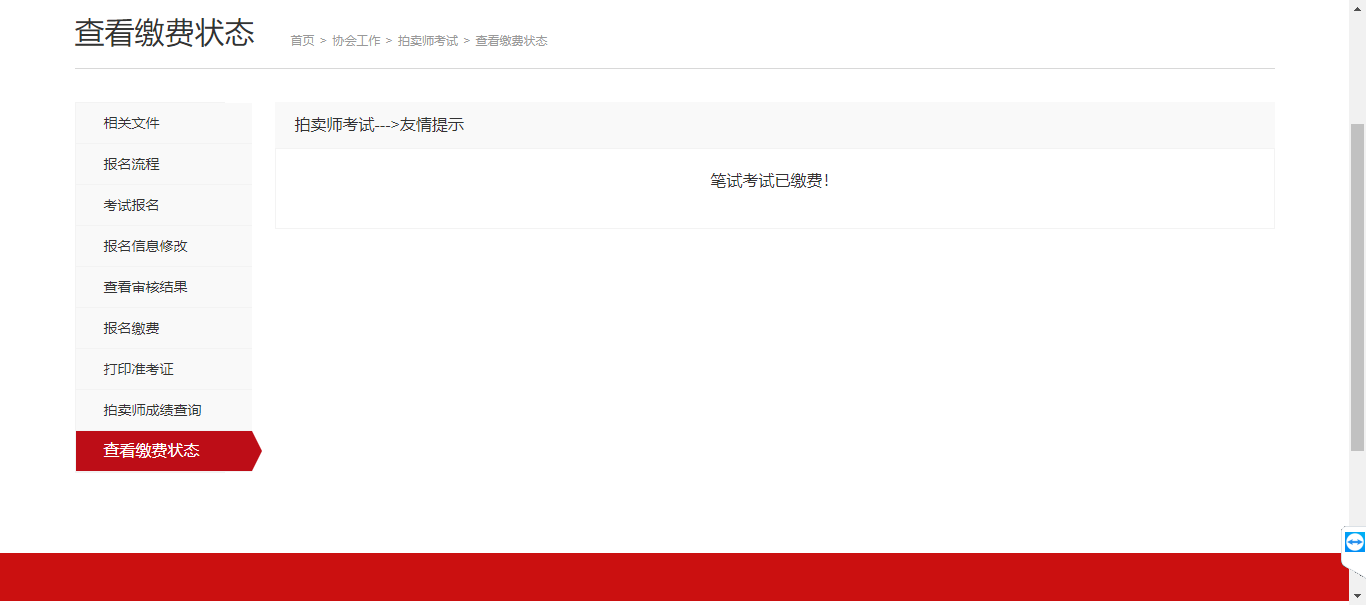 查看缴费状态
首页 > 协会工作 > 拍卖师考试 > 查看缴费状态
相关文件
报名流程
考试报名
报名信息修改
查看审核结果
报名缴费
打印准考证
拍卖师成绩查询
查看缴费状态
拍卖师考试--->友情提示
笔试考试已缴费！